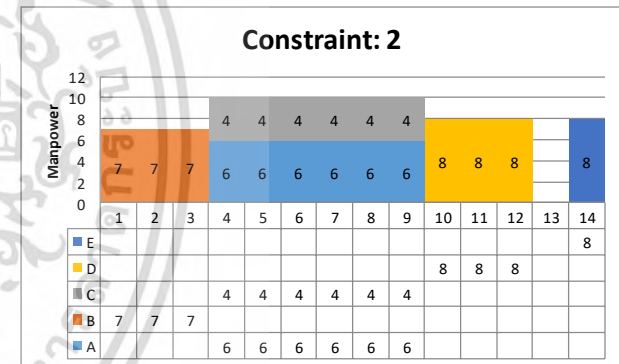 Constraint: 2
Manpower
12
10
8
6
4
2
0
4 4 4 4 4 4
7 7 7 6 6 6 6 6 6 8 8 8 8
1 2 3 4 5 6 7 8 9 10 11 12 13 14
E 8
D 8 8 8
C 4 4 4 4 4 4
B 7 7 7
A 6 6 6 6 6 6